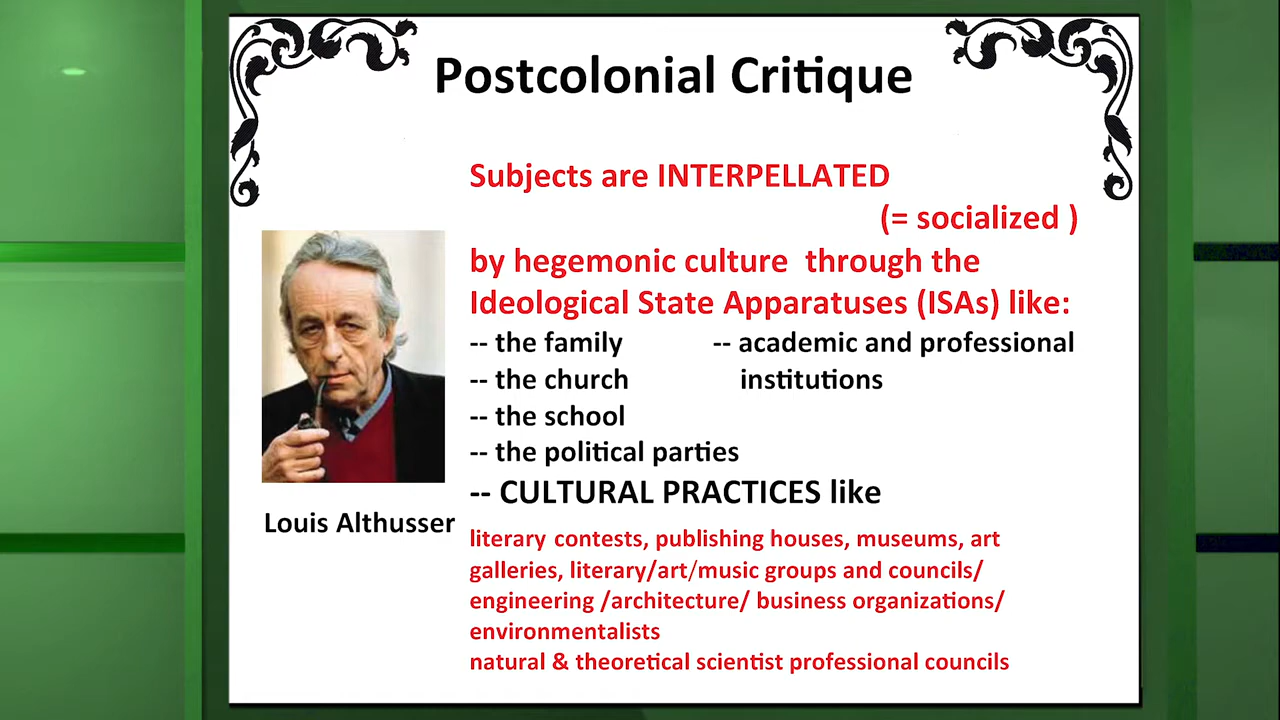 Postcolonial Critique
Subjects are INTERPELLATED
(= socialized )
by hegemonic culture through the
Ideological State Apparatuses (ISAs) like:
-- the family
-- the church
-- the school
-- the political parties
-- academic and professional
institutions
-- CULTURAL PRACTICES like
literary contests, publishing houses, museums, art
galleries, literary/art/music groups and councils/
engineering /architecture/ business organizations/
environmentalists
natural & theoretical scientist professional councils
Louis Althusser